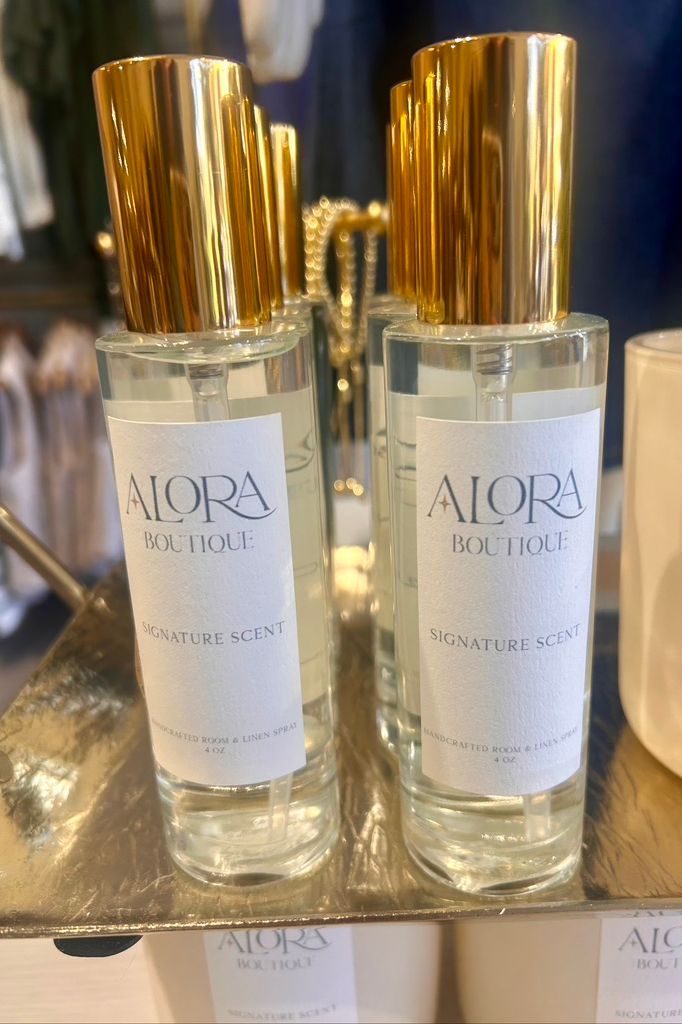 ALORA
BOUTIQUE
SIGNATURE SCENT
HANDCRAFTED ROOM & LINEN SPRAY
4 OZ
ALORA
BOUTIQUE
SIGNATURE SCENT
HANDCRAFTED ROOM & LINEN SPRAY
4 OZ
ALORA
BOUTIQUE
SIGNATURE SCENT